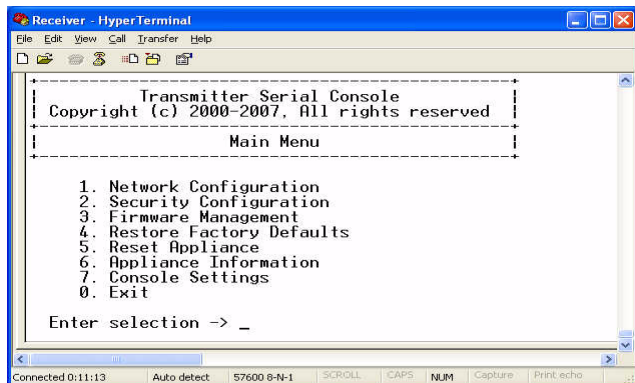 Receiver - HyperTerminal
File Edit View Call Transfer Help
Transmitter Serial Console
Copyright (c) 2000-2007, All rights reserved
Main Menu
1. Network Configuration
2. Security Configuration
3. Firmware Management
4. Restore Factory Defaults
5. Reset Appliance
6. Appliance Information
7. Console Settings
0. Exit
Enter selection -> _
Connected 0:11:13 Auto detect 57600 8-N-1 SCROLL CAPS NUM Capture Print echo